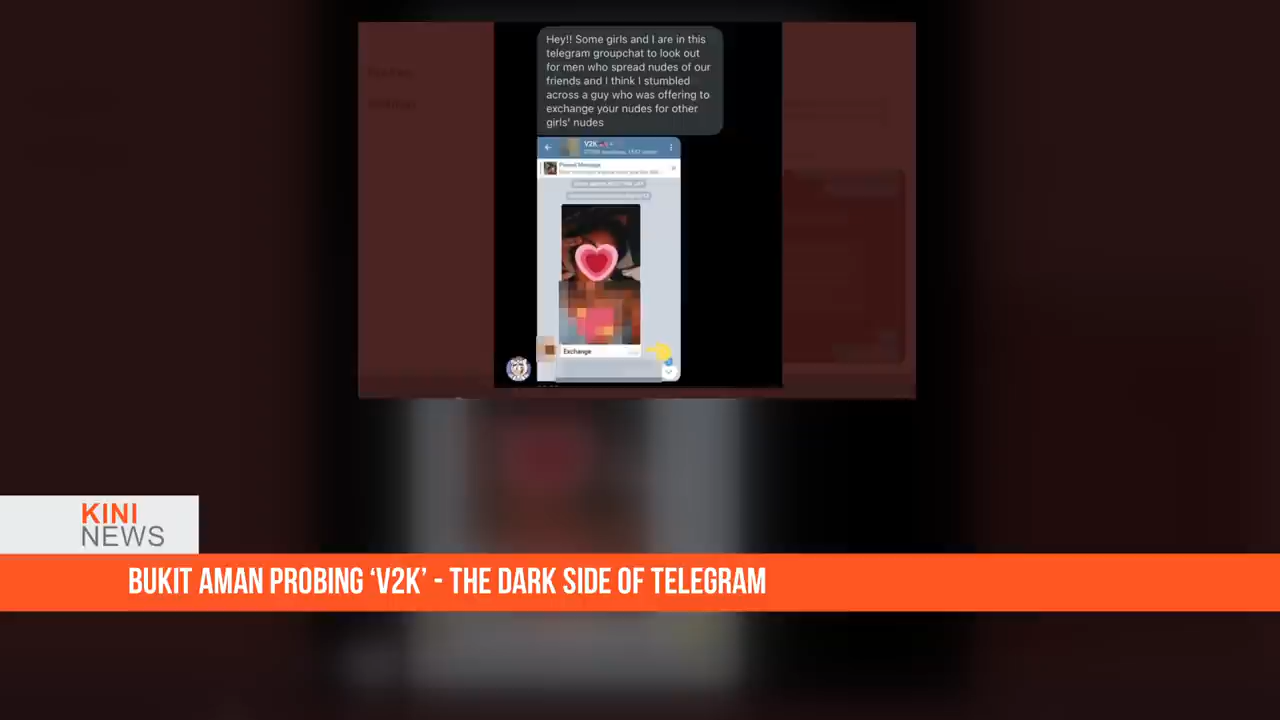 Hey!! Some girls and I are in this
telegram groupchat to look out
for men who spread nudes of our
friends and I think I stumbled
across a guy who was offering to
exchange your nudes for other
girls' nudes
V2K
Pinned Message
Exchange
KINI
NEWS
BUKIT AMAN PROBING ‘V2K’ - THE DARK SIDE OF TELEGRAM